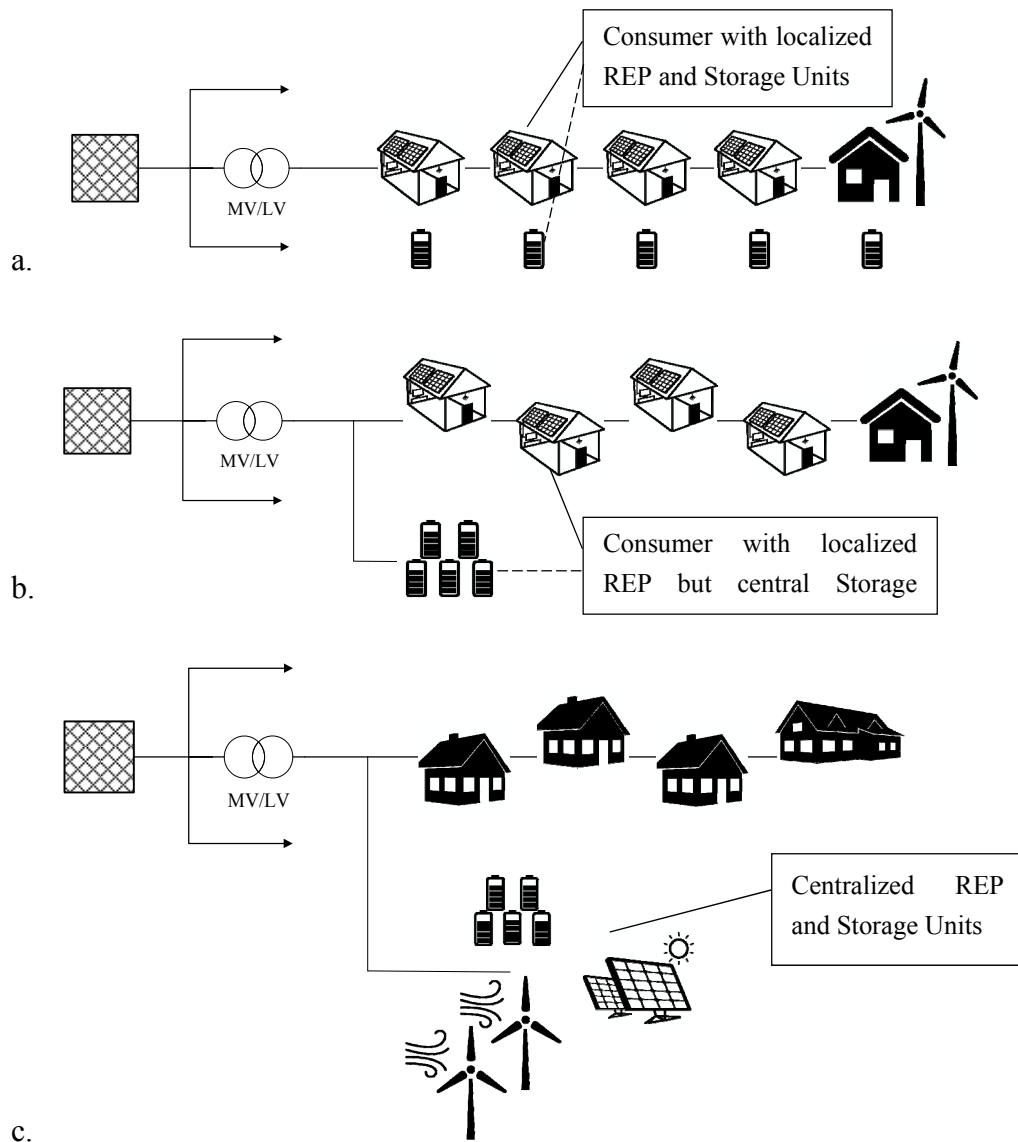 Consumer with localized
REP and Storage Units
MV/LV
a.
MV/LV
Consumer with localized
REP but central Storage
b.
MV/LV
Centralized REP
and Storage Units
c.